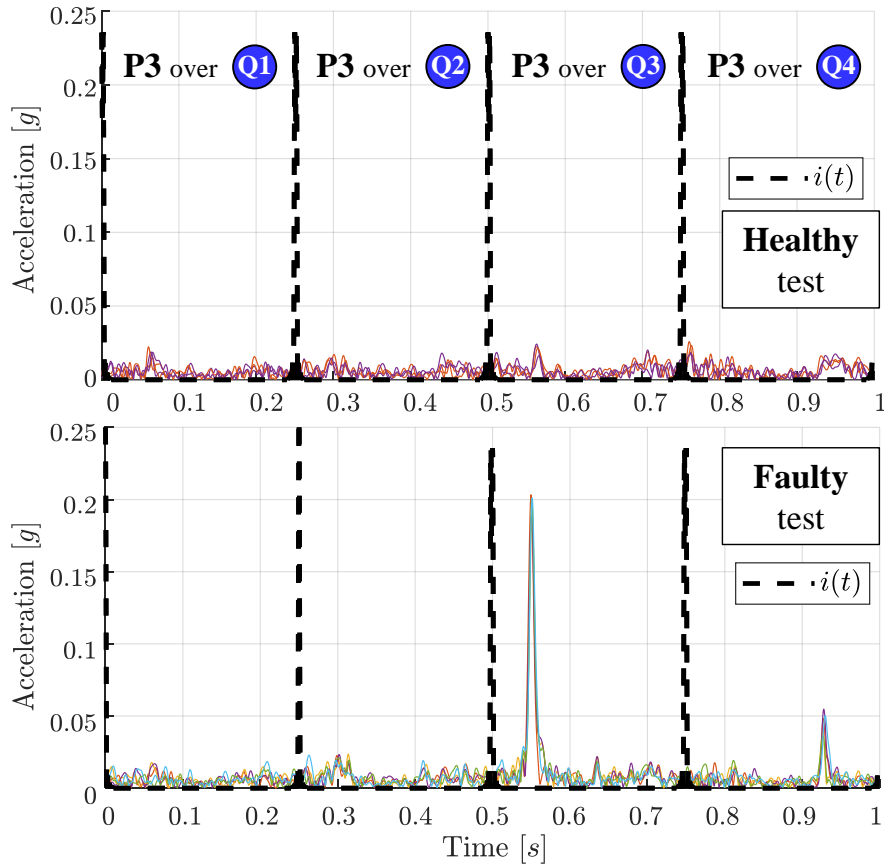 0.25
0.2
0.15
0.1
0.05
0
Acceleration [g]
P3 over Q1
P3 over Q2
P3 over Q3
P3 over Q4
i(t)
Healthy
test
0 0.1 0.2 0.3 0.4 0.5 0.6 0.7 0.8 0.9 1
0.25
0.2
0.15
0.1
0.05
0
Acceleration [g]
Faulty
test
i(t)
0 0.1 0.2 0.3 0.4 0.5 0.6 0.7 0.8 0.9 1
Time [s]